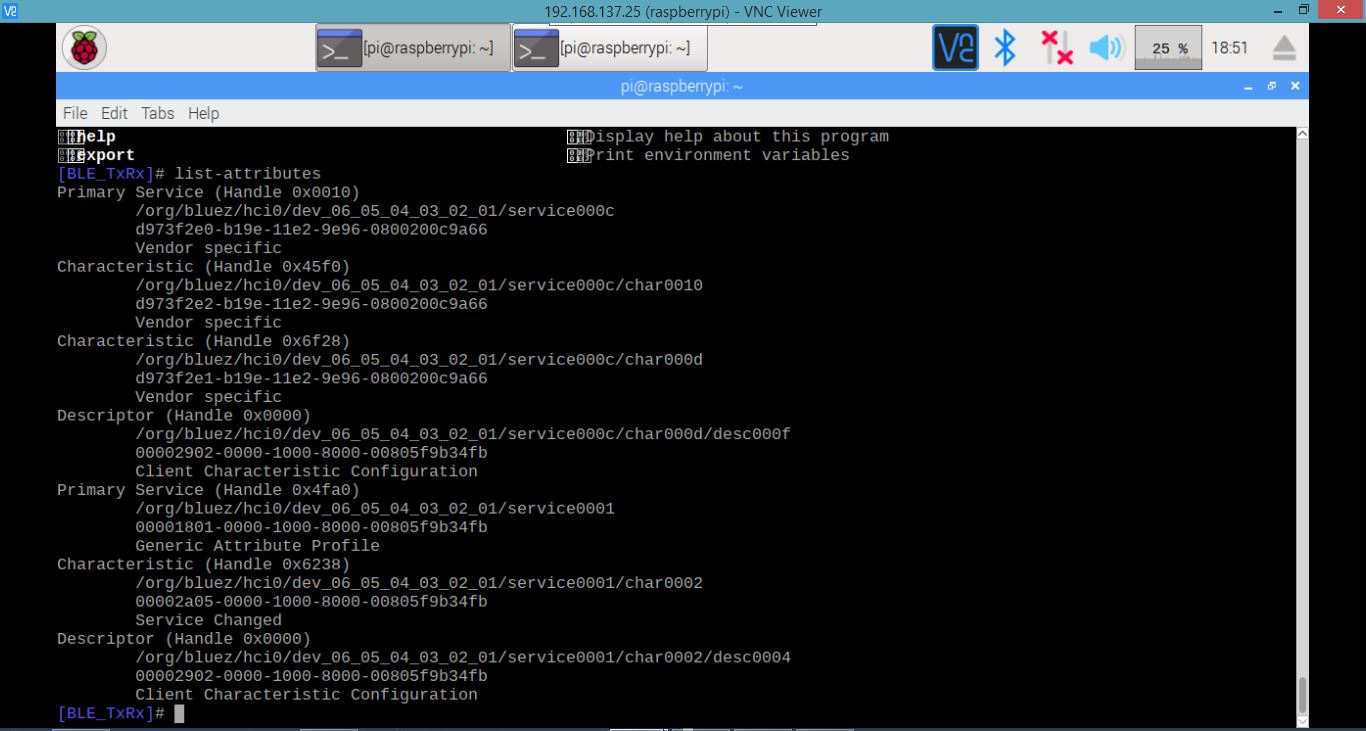 192.168.137.25 (raspberrypi) - VNC Viewer
[pi@raspberrypi: ~] [pi@raspberrypi: ~] 25 % 18:51
pi@raspberrypi: ~
File Edit Tabs Help
help Display help about this program
export Print environment variables
[BLE_TxRx]# list-attributes
Primary Service (Handle 0x0010)
/org/bluez/hci0/dev_06_05_04_03_02_01/service000c
d973f2e0-b19e-11e2-9e96-0800200c9a66
Vendor specific
Characteristic (Handle 0x45f0)
/org/bluez/hci0/dev_06_05_04_03_02_01/service000c/char0010
d973f2e2-b19e-11e2-9e96-0800200c9a66
Vendor specific
Characteristic (Handle 0x6f28)
/org/bluez/hci0/dev_06_05_04_03_02_01/service000c/char000d
d973f2e1-b19e-11e2-9e96-0800200c9a66
Vendor specific
Descriptor (Handle 0x0000)
/org/bluez/hci0/dev_06_05_04_03_02_01/service000c/char000d/desc000f
00002902-0000-1000-8000-00805f9b34fb
Client Characteristic Configuration
Primary Service (Handle 0x4fa0)
/org/bluez/hci0/dev_06_05_04_03_02_01/service0001
00001801-0000-1000-8000-00805f9b34fb
Generic Attribute Profile
Characteristic (Handle 0x6238)
/org/bluez/hci0/dev_06_05_04_03_02_01/service0001/char0002
00002a05-0000-1000-8000-00805f9b34fb
Service Changed
Descriptor (Handle 0x0000)
/org/bluez/hci0/dev_06_05_04_03_02_01/service0001/char0002/desc0004
00002902-0000-1000-8000-00805f9b34fb
Client Characteristic Configuration
[BLE_TxRx]#